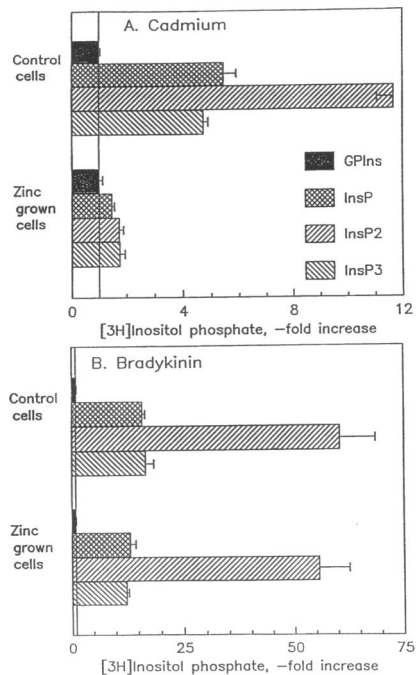 A. Cadmium
Control
cells
Zinc
grown
cells
GPIns
InsP
InsP2
InsP3
0 4 8 12
[3H]Inositol phosphate, -fold increase
B. Bradykinin
Control
cells
Zinc
grown
cells
0 25 50 75
[3H]Inositol phosphate, -fold increase